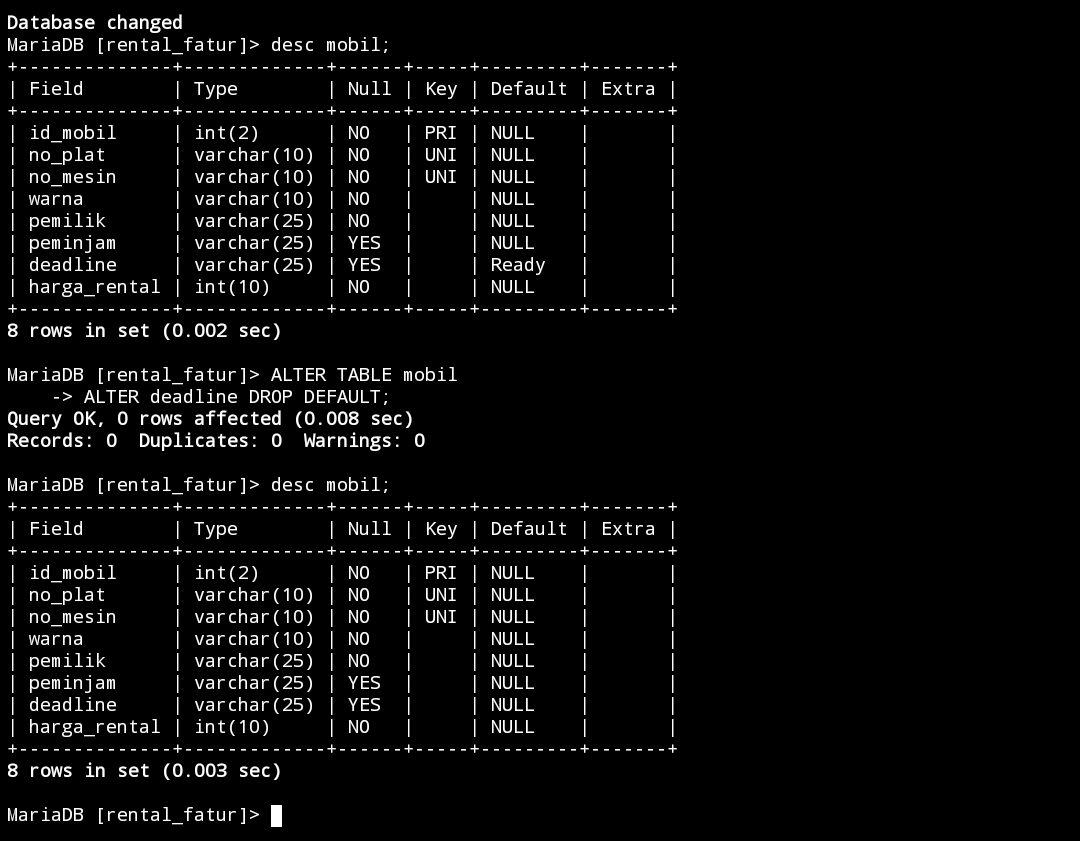 Database changed
MariaDB [rental_fatur]> desc mobil;
+--------------+-------------+------+-----+---------+-------+
| Field        | Type        | Null | Key | Default | Extra |
+--------------+-------------+------+-----+---------+-------+
| id_mobil     | int(2)      | NO   | PRI | NULL    |       |
| no_plat      | varchar(10) | NO   | UNI | NULL    |       |
| no_mesin     | varchar(10) | NO   | UNI | NULL    |       |
| warna        | varchar(10) | NO   |     | NULL    |       |
| pemilik      | varchar(25) | NO   |     | NULL    |       |
| peminjam     | varchar(25) | YES  |     | NULL    |       |
| deadline     | varchar(25) | YES  |     | Ready   |       |
| harga_rental | int(10)     | NO   |     | NULL    |       |
+--------------+-------------+------+-----+---------+-------+
8 rows in set (0.002 sec)
MariaDB [rental_fatur]> ALTER TABLE mobil
    -> ALTER deadline DROP DEFAULT;
Query OK, 0 rows affected (0.008 sec)
Records: 0  Duplicates: 0  Warnings: 0
MariaDB [rental_fatur]> desc mobil;
+--------------+-------------+------+-----+---------+-------+
| Field        | Type        | Null | Key | Default | Extra |
+--------------+-------------+------+-----+---------+-------+
| id_mobil     | int(2)      | NO   | PRI | NULL    |       |
| no_plat      | varchar(10) | NO   | UNI | NULL    |       |
| no_mesin     | varchar(10) | NO   | UNI | NULL    |       |
| warna        | varchar(10) | NO   |     | NULL    |       |
| pemilik      | varchar(25) | NO   |     | NULL    |       |
| peminjam     | varchar(25) | YES  |     | NULL    |       |
| deadline     | varchar(25) | YES  |     | NULL    |       |
| harga_rental | int(10)     | NO   |     | NULL    |       |
+--------------+-------------+------+-----+---------+-------+
8 rows in set (0.003 sec)
MariaDB [rental_fatur]>